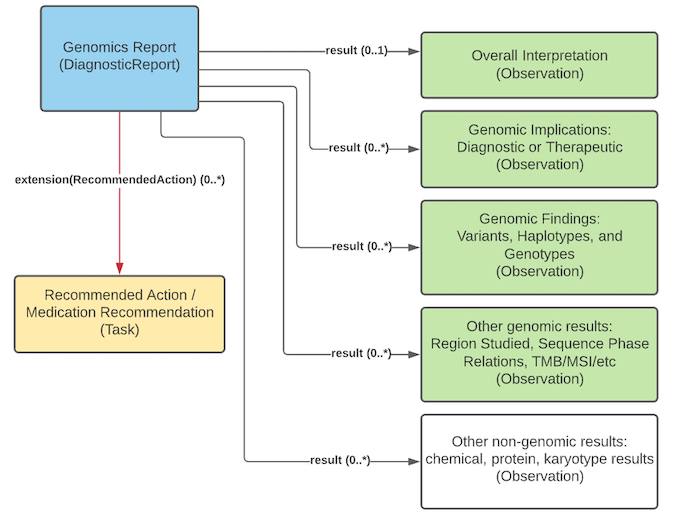 Genomics Report
(DiagnosticReport)
result (0..1)
Overall Interpretation
(Observation)
result (0..*)
Genomic Implications:
Diagnostic or Therapeutic
(Observation)
extension(RecommendedAction) (0..*)
result (0..*)
Genomic Findings:
Variants, Haplotypes, and
Genotypes
(Observation)
Recommended Action /
Medication Recommendation
(Task)
result (0..*)
Other genomic results:
Region Studied, Sequence Phase
Relations, TMB/MSI/etc
(Observation)
result (0..*)
Other non-genomic results:
chemical, protein, karyotype results
(Observation)